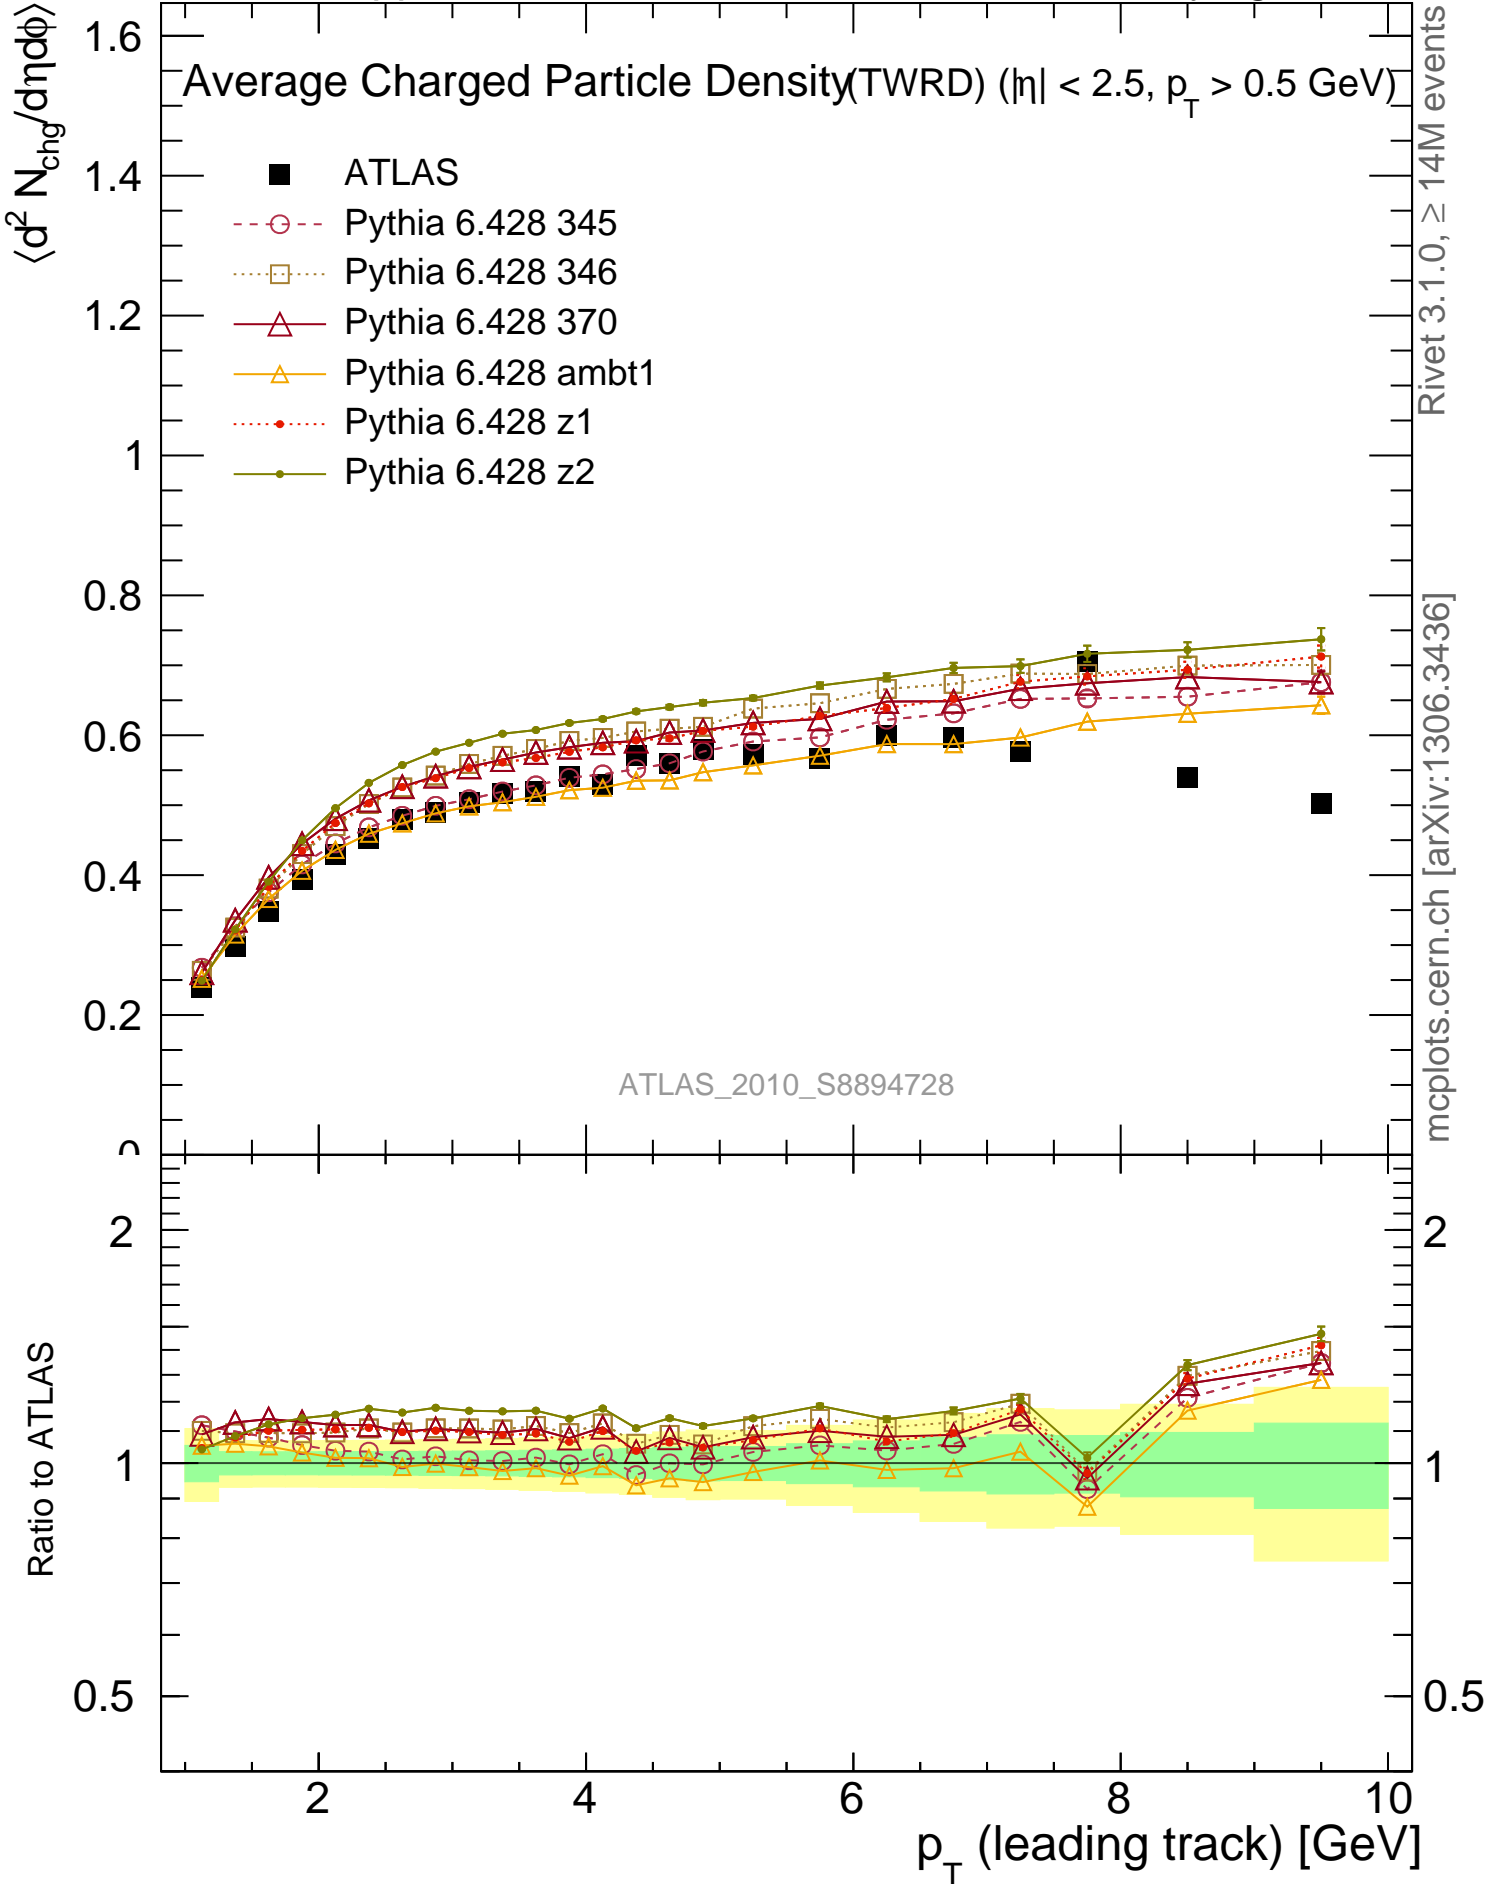 ⟨d² N_chg/dηdϕ⟩
Average Charged Particle Density (TWRD) (|η| < 2.5, p_T > 0.5 GeV)
ATLAS
Pythia 6.428 345
Pythia 6.428 346
Pythia 6.428 370
Pythia 6.428 ambt1
Pythia 6.428 z1
Pythia 6.428 z2
1.6
1.4
1.2
1
0.8
0.6
0.4
0.2
0
ATLAS_2010_S8894728
Rivet 3.1.0, ≥ 14M events
mcplots.cern.ch [arXiv:1306.3436]
Ratio to ATLAS
2
1
0.5
2
1
0.5
2 4 6 8 10
p_T (leading track) [GeV]